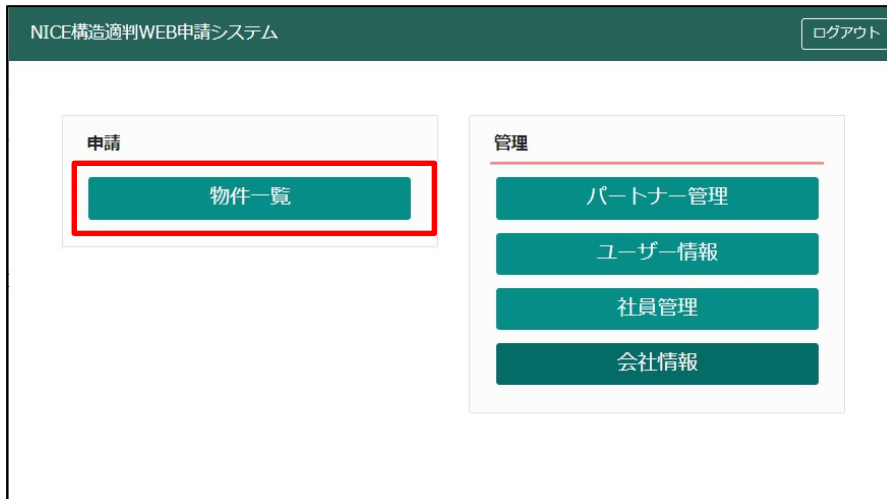 NICE構造適判WEB申請システム
ログアウト
申請
物件一覧
管理
パートナー管理
ユーザー情報
社員管理
会社情報